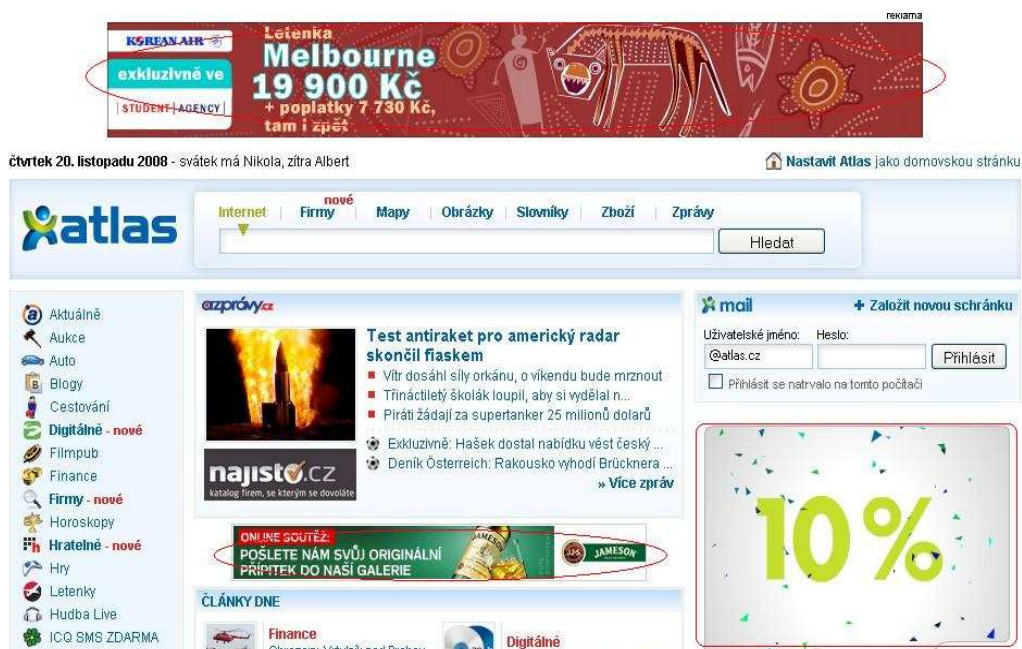 reklama
KOREAN AIR
exkluzivně ve
STUDENT AGENCY
Letenka
Melbourne
19 900 Kč
+ poplatky 7 730 Kč,
tam i zpět
čtvrtek 20. listopadu 2008 - svátek má Nikola, zítra Albert
Nastavit Atlas jako domovskou stránku
atlas
nové
Internet Firmy Mapy Obrázky Slovníky Zboží Zprávy
Hledat
Aktuálně
Aukce
Auto
Blogy
Cestování
Digitálně - nové
Filmpub
Finance
Firmy - nové
Horoskopy
Hratelně - nové
Hry
Letenky
Hudba Live
ICQ SMS ZDARMA
azprávy.cz
Test antiraket pro americký radar
skončil fiaskem
Vítr dosáhl síly orkánu, o víkendu bude mrznout
Třináctiletý školák loupil, aby si vydělal n...
Piráti žádají za supertanker 25 milionů dolarů
Exkluzivně: Hašek dostal nabídku vést český ...
Deník Österreich: Rakousko vyhodí Brücknera ...
» Více zpráv
najisto.cz
katalog firem, se kterým se dovoláte
ONLINE SOUTĚŽ:
POŠLETE NÁM SVŮJ ORIGINÁLNÍ
PŘÍPITEK DO NAŠÍ GALERIE
JAMESON
JJ&S
JAMESON
ČLÁNKY DNE
Finance
Digitálně
mail
+ Založit novou schránku
Uživatelské jméno: Heslo:
@atlas.cz
Přihlásit
Přihlásit se natrvalo na tomto počítači
10%